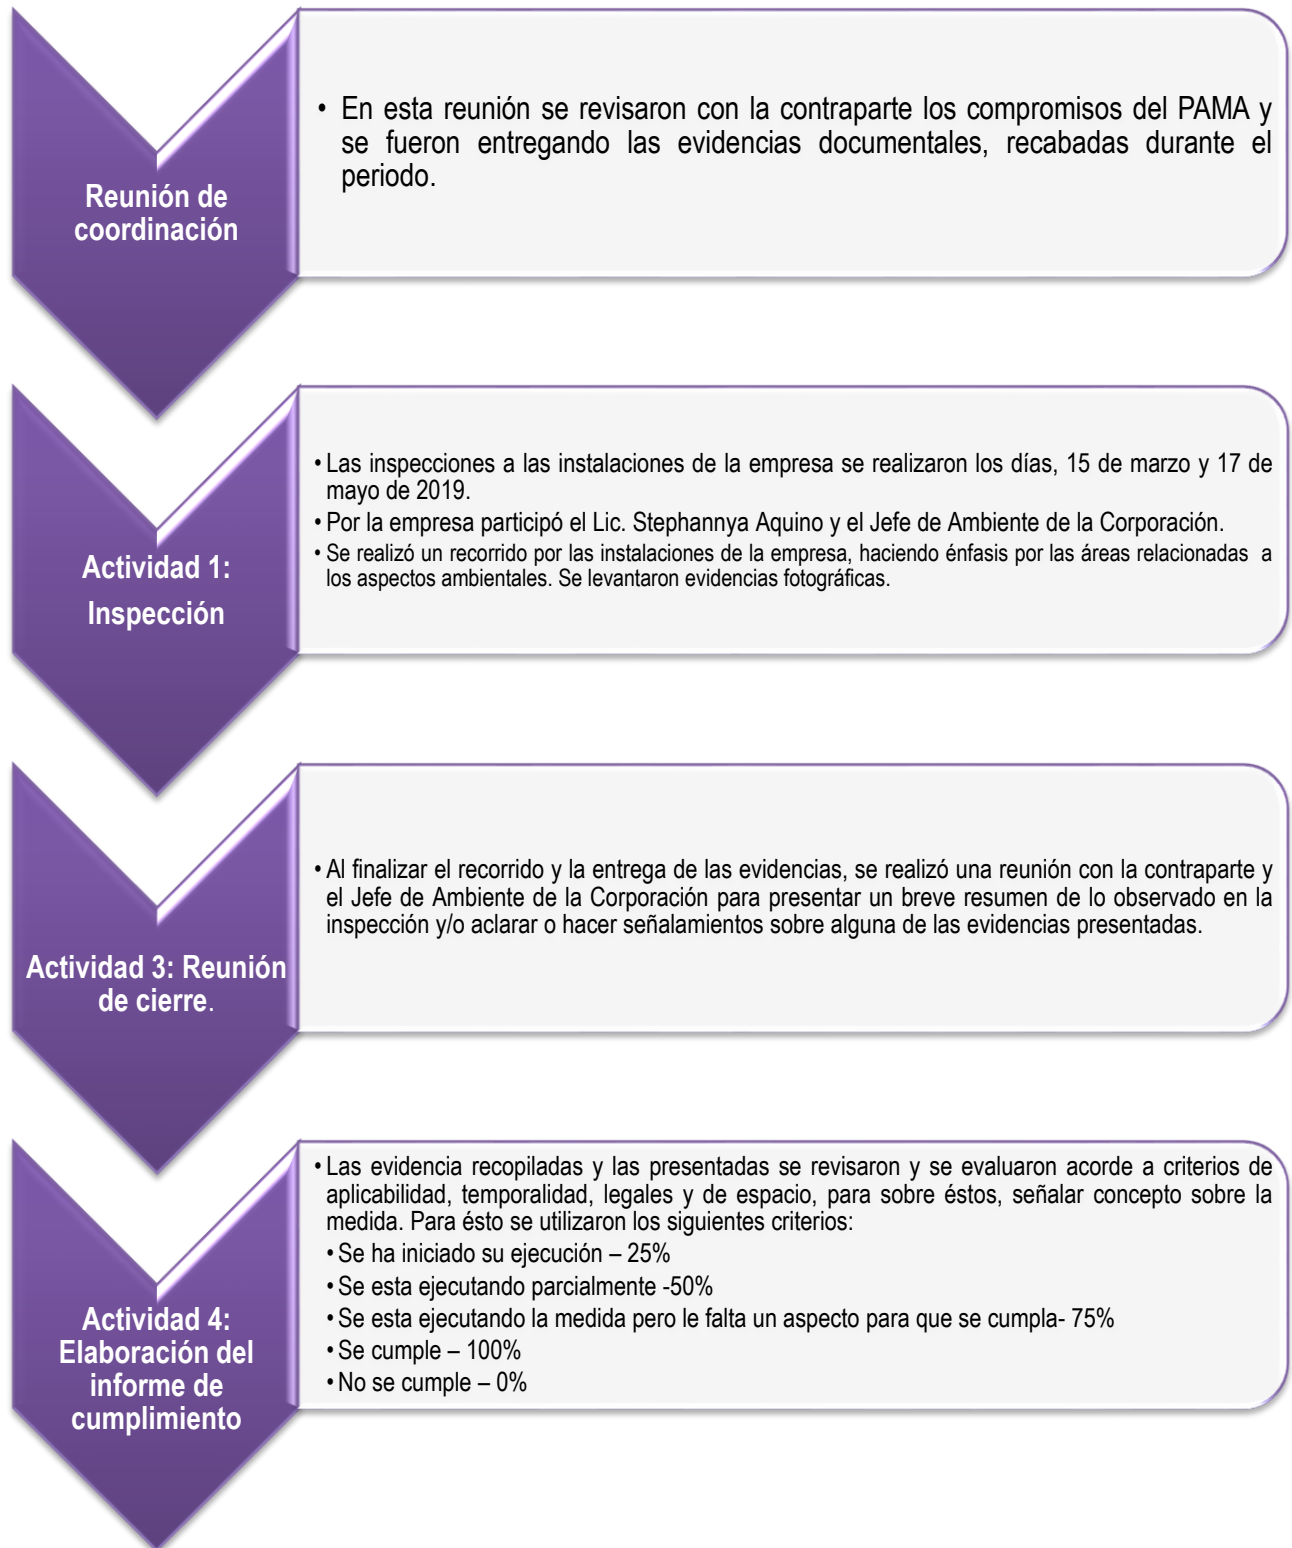 Reunión de
coordinación
• En esta reunión se revisaron con la contraparte los compromisos del PAMA y
se fueron entregando las evidencias documentales, recabadas durante el
periodo.
Actividad 1:
Inspección
• Las inspecciones a las instalaciones de la empresa se realizaron los días, 15 de marzo y 17 de
mayo de 2019.
• Por la empresa participó el Lic. Stephannya Aquino y el Jefe de Ambiente de la Corporación.
• Se realizó un recorrido por las instalaciones de la empresa, haciendo énfasis por las áreas relacionadas a
los aspectos ambientales. Se levantaron evidencias fotográficas.
Actividad 3: Reunión
de cierre.
• Al finalizar el recorrido y la entrega de las evidencias, se realizó una reunión con la contraparte y
el Jefe de Ambiente de la Corporación para presentar un breve resumen de lo observado en la
inspección y/o aclarar o hacer señalamientos sobre alguna de las evidencias presentadas.
Actividad 4:
Elaboración del
informe de
cumplimiento
• Las evidencia recopiladas y las presentadas se revisaron y se evaluaron acorde a criterios de
aplicabilidad, temporalidad, legales y de espacio, para sobre éstos, señalar concepto sobre la
medida. Para ésto se utilizaron los siguientes criterios:
• Se ha iniciado su ejecución – 25%
• Se esta ejecutando parcialmente -50%
• Se esta ejecutando la medida pero le falta un aspecto para que se cumpla- 75%
• Se cumple – 100%
• No se cumple – 0%